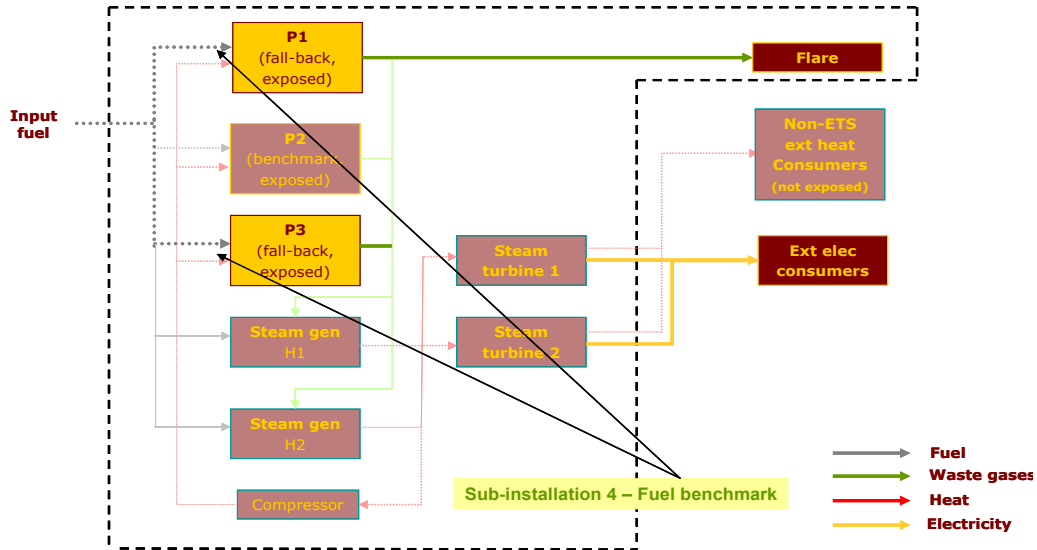 P1
(fall-back,
exposed)
Flare
Input
fuel
P2
(benchmark,
exposed)
Non-ETS
ext heat
Consumers
(not exposed)
P3
(fall-back,
exposed)
Steam
turbine 1
Ext elec
consumers
Steam gen
H1
Steam
turbine 2
Steam gen
H2
Compressor
Sub-installation 4 – Fuel benchmark
Fuel
Waste gases
Heat
Electricity